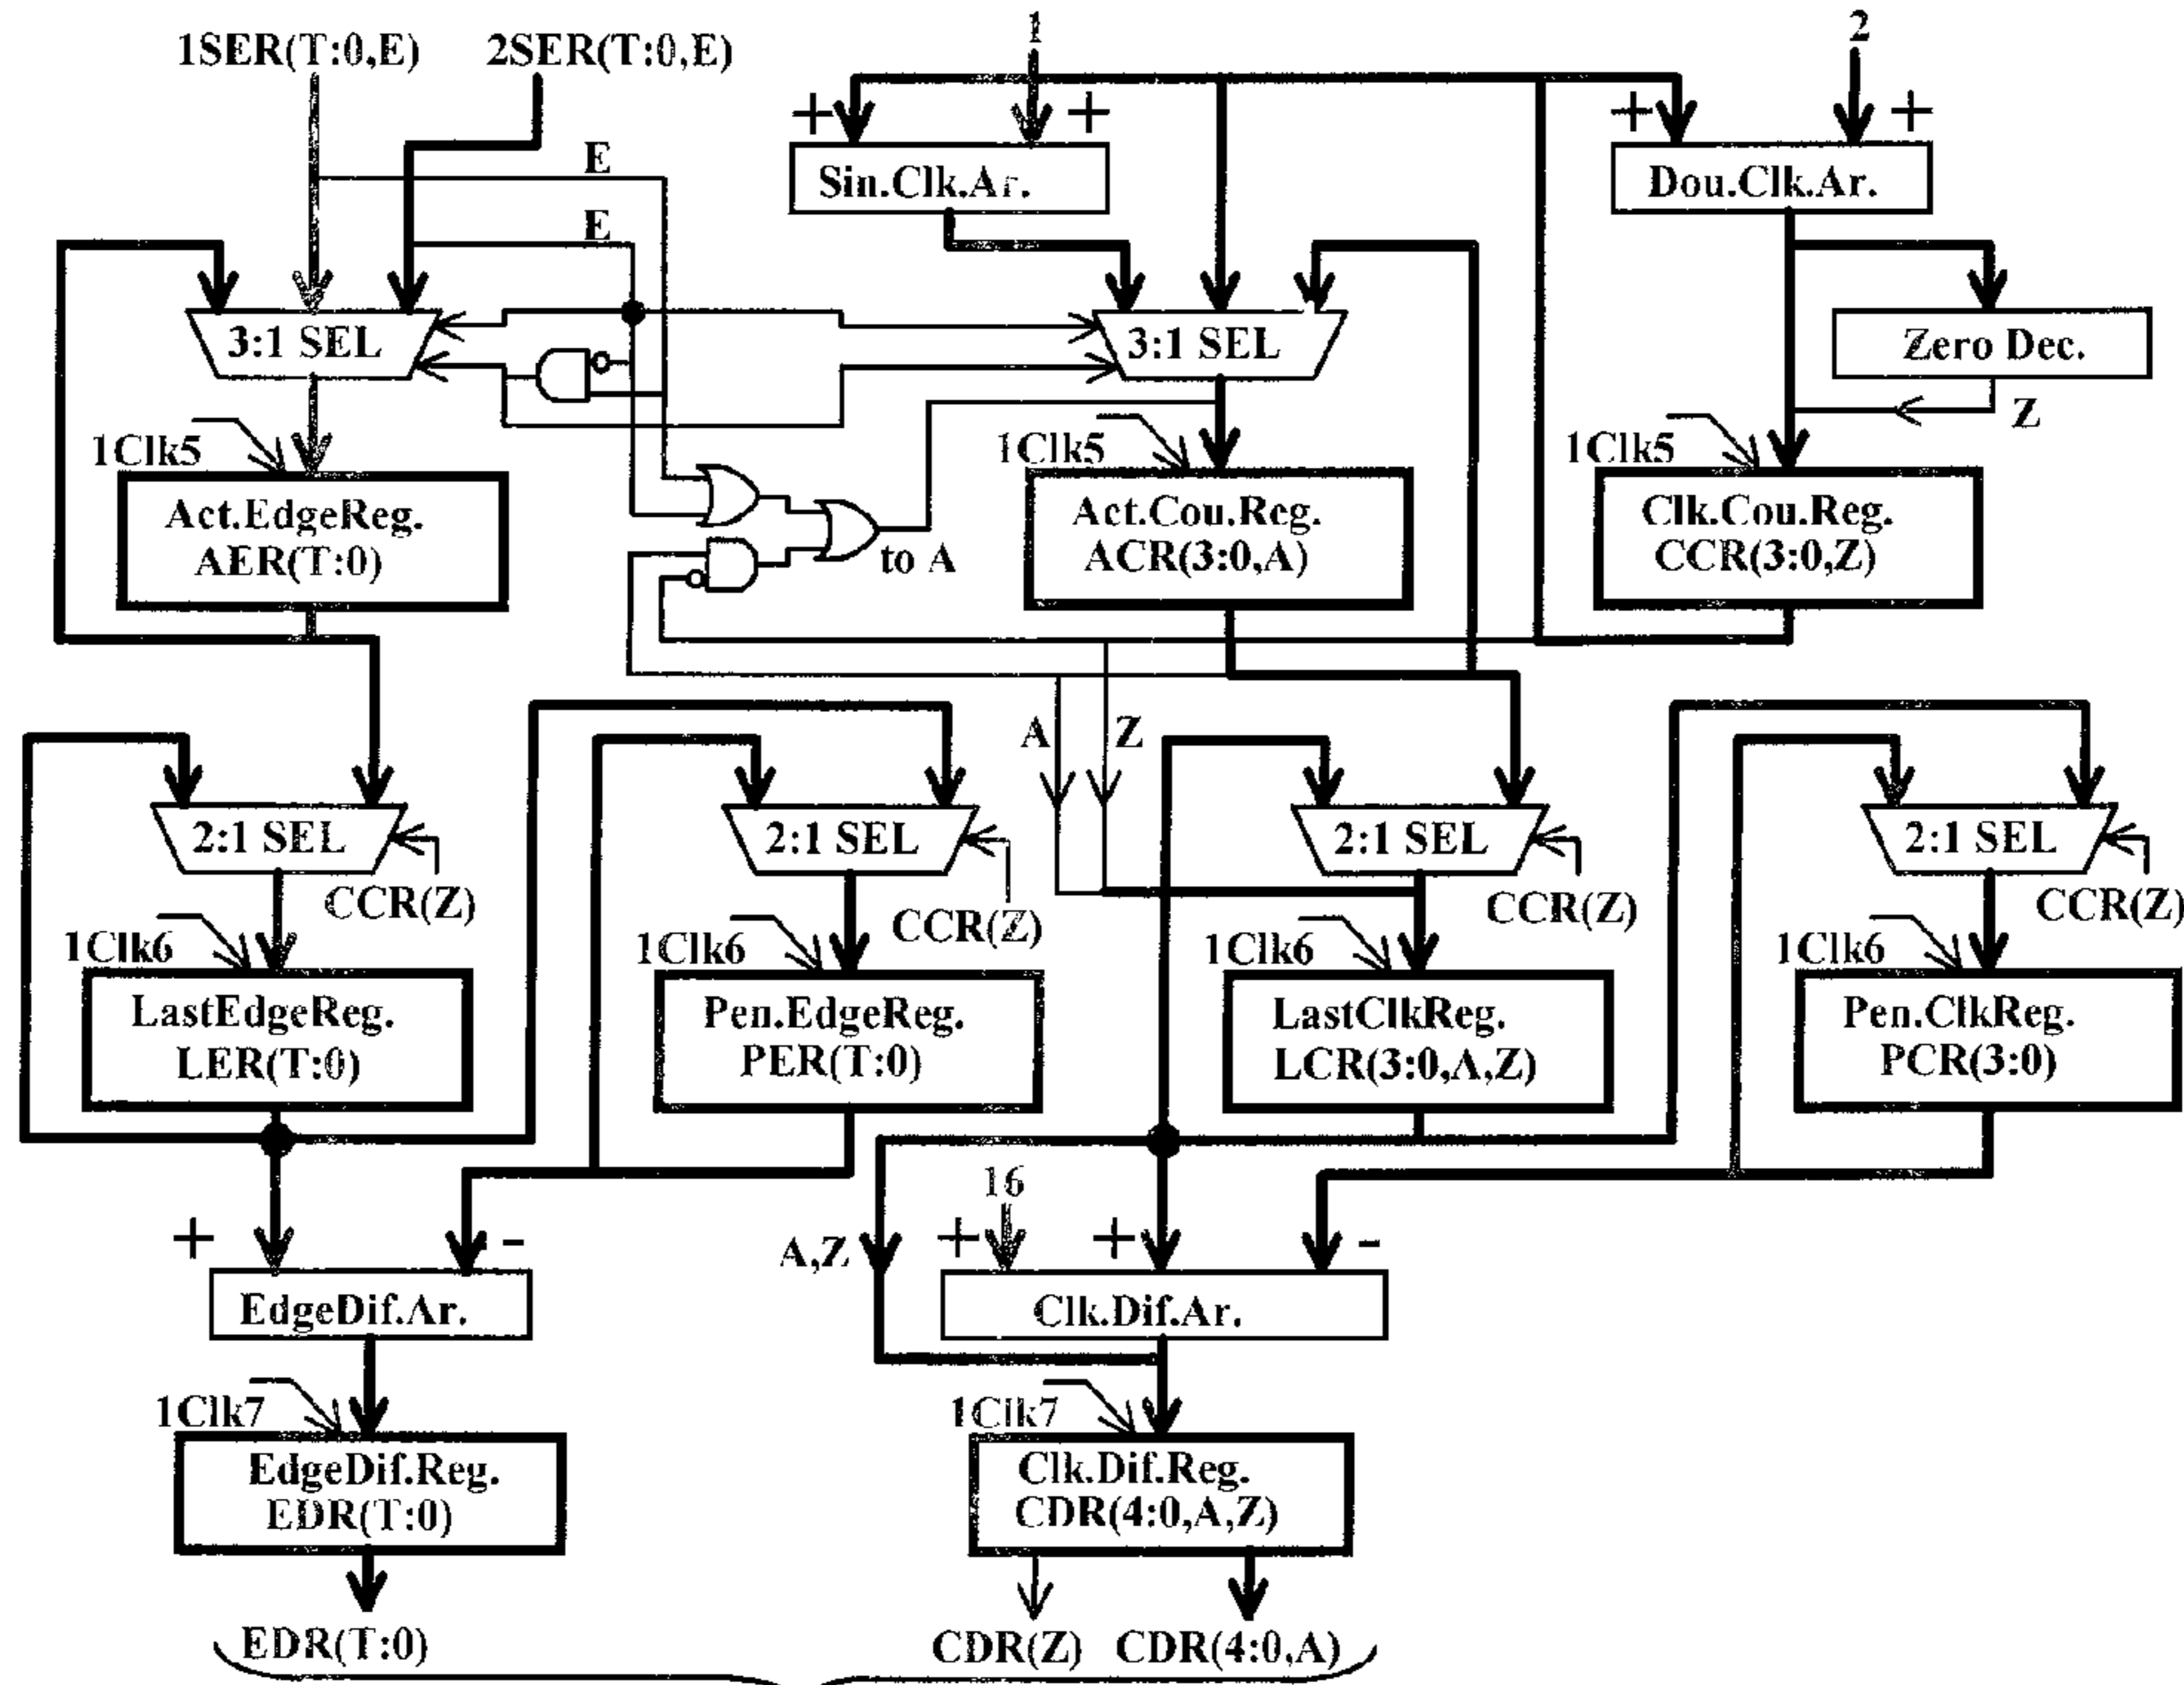 1 2
1SER(T:0,E) 2SER(T:0,E)
+ + + +
E
Sin.Clk.Ar. Dou.Clk.Ar.
E
3:1 SEL 3:1 SEL Zero Dec.
Z
1Clk5 1Clk5 1Clk5
Act.EdgeReg. Act.Cou.Reg. Clk.Cou.Reg.
AER(T:0) to A ACR(3:0,A) CCR(3:0,Z)
A Z
2:1 SEL 2:1 SEL 2:1 SEL 2:1 SEL
CCR(Z) CCR(Z) CCR(Z) CCR(Z)
1Clk6 1Clk6 1Clk6 1Clk6
LastEdgeReg. Pen.EdgeReg. LastClkReg. Pen.ClkReg.
LER(T:0) PER(T:0) LCR(3:0,A,Z) PCR(3:0)
16
+ - A,Z + + -
EdgeDif.Ar. Clk.Dif.Ar.
1Clk7 1Clk7
EdgeDif.Reg. Clk.Dif.Reg.
EDR(T:0) CDR(4:0,A,Z)
EDR(T:0) CDR(Z) CDR(4:0,A)